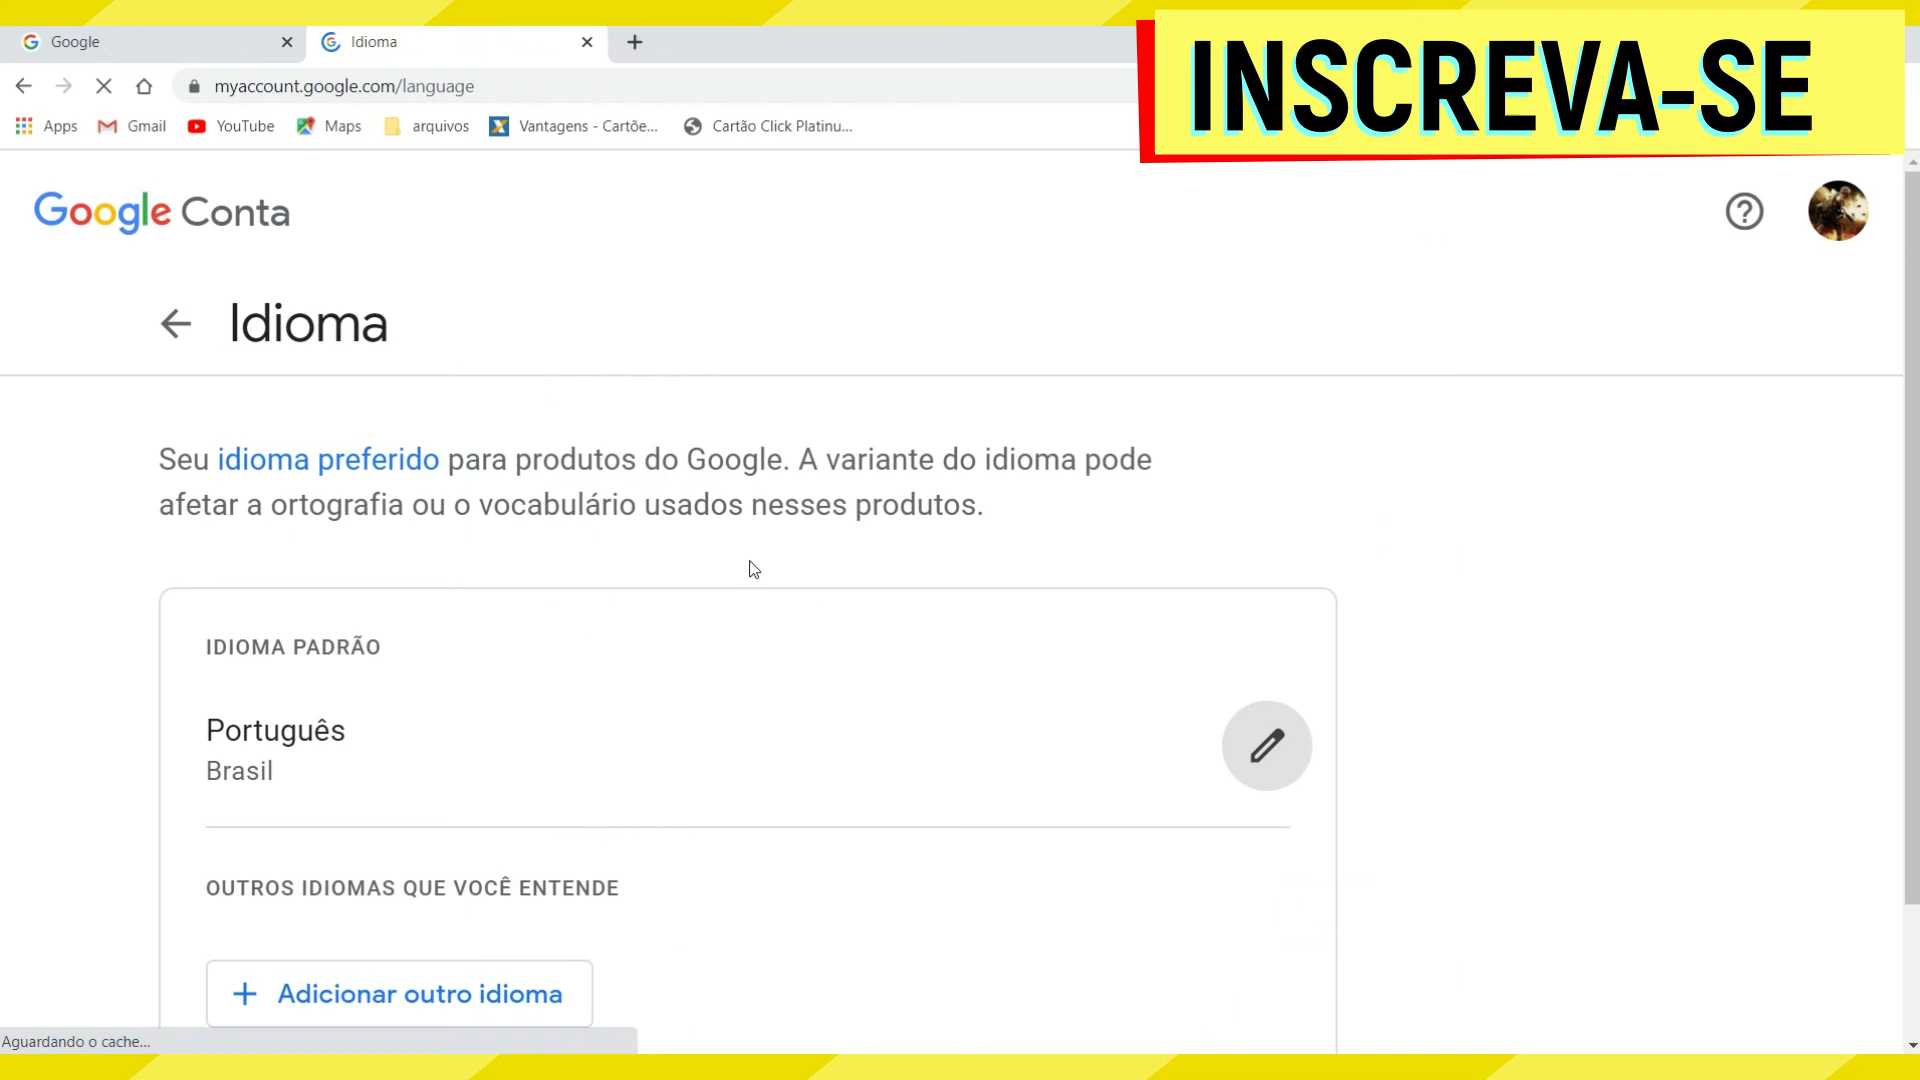 Google
Idioma
INSCREVA-SE
myaccount.google.com/language
Apps
Gmail
YouTube
Maps
arquivos
Vantagens - Cartõe...
Cartão Click Platinu...
Google Conta
Idioma
Seu idioma preferido para produtos do Google. A variante do idioma pode
afetar a ortografia ou o vocabulário usados nesses produtos.
IDIOMA PADRÃO
Português
Brasil
OUTROS IDIOMAS QUE VOCÊ ENTENDE
+ Adicionar outro idioma
Aguardando o cache...